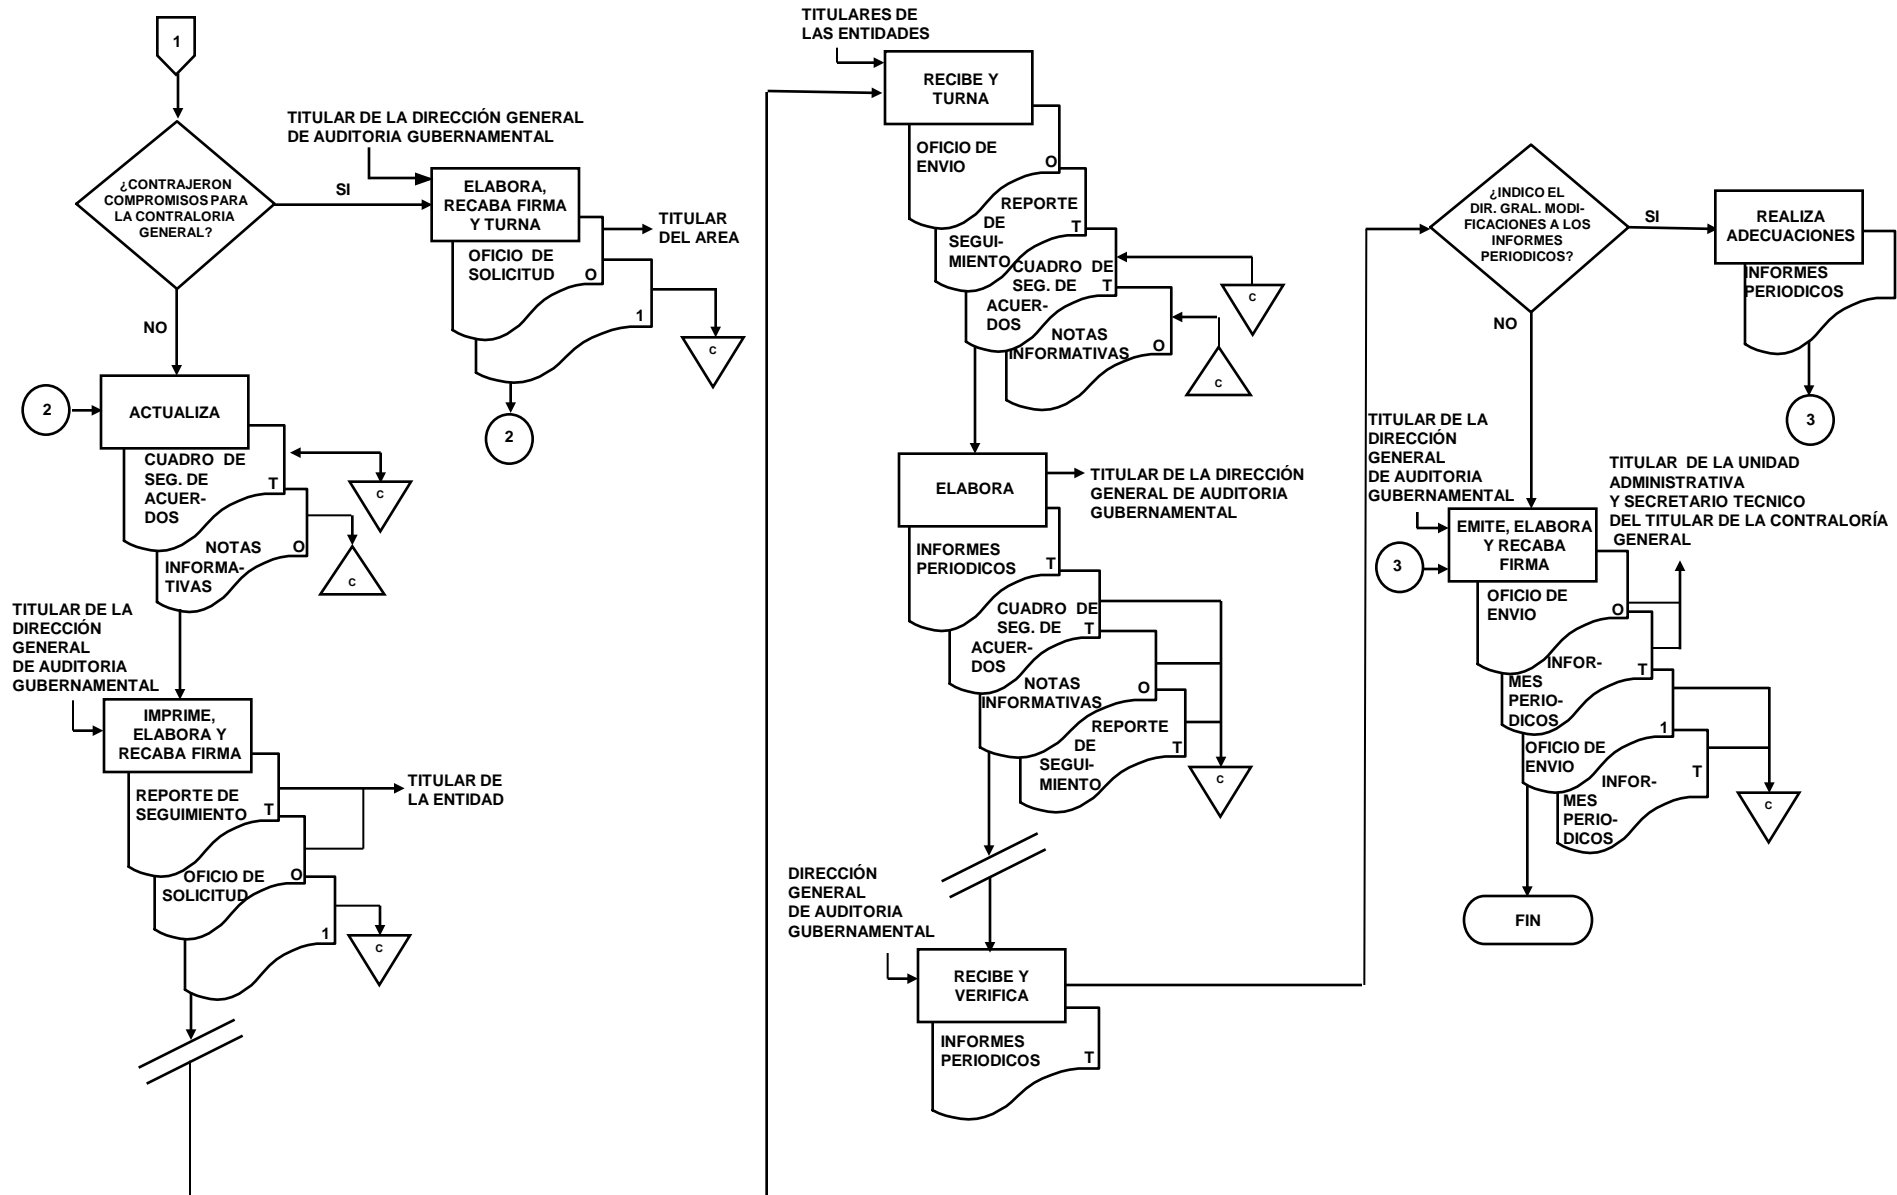 1
¿CONTRAJERON
COMPROMISOS PARA
LA CONTRALORIA
GENERAL?
SI
NO
TITULAR DE LA DIRECCIÓN GENERAL
DE AUDITORIA GUBERNAMENTAL
ELABORA,
RECABA FIRMA
Y TURNA
TITULAR
DEL AREA
OFICIO DE
SOLICITUD
O
1
C
2
2
ACTUALIZA
CUADRO DE
SEG. DE
ACUER-
DOS
T
C
NOTAS
INFORMA-
TIVAS
O
C
TITULAR DE LA
DIRECCIÓN
GENERAL
DE AUDITORIA
GUBERNAMENTAL
IMPRIME,
ELABORA Y
RECABA FIRMA
REPORTE DE
SEGUIMIENTO
T
TITULAR DE
LA ENTIDAD
OFICIO DE
SOLICITUD
O
1
C
TITULARES DE
LAS ENTIDADES
RECIBE Y
TURNA
OFICIO DE
ENVIO
O
REPORTE
DE
SEGUI-
MIENTO
T
CUADRO DE
SEG. DE
ACUER-
DOS
T
C
NOTAS
INFORMATIVAS
O
C
ELABORA
TITULAR DE LA DIRECCIÓN
GENERAL DE AUDITORIA
GUBERNAMENTAL
INFORMES
PERIODICOS
T
CUADRO DE
SEG. DE
ACUER-
DOS
T
NOTAS
INFORMATIVAS
O
REPORTE
DE
SEGUI-
MIENTO
T
C
DIRECCIÓN
GENERAL
DE AUDITORIA
GUBERNAMENTAL
RECIBE Y
VERIFICA
INFORMES
PERIODICOS
T
¿INDICO EL
DIR. GRAL. MODI-
FICACIONES A LOS
INFORMES
PERIODICOS?
SI
NO
REALIZA
ADECUACIONES
INFORMES
PERIODICOS
3
TITULAR DE LA
DIRECCIÓN
GENERAL
DE AUDITORIA
GUBERNAMENTAL
3
EMITE, ELABORA
Y RECABA
FIRMA
TITULAR DE LA UNIDAD
ADMINISTRATIVA
Y SECRETARIO TECNICO
DEL TITULAR DE LA CONTRALORÍA
GENERAL
OFICIO DE
ENVIO
O
INFOR-
MES
PERIO-
DICOS
T
OFICIO DE
ENVIO
1
INFOR-
MES
PERIO-
DICOS
T
C
FIN